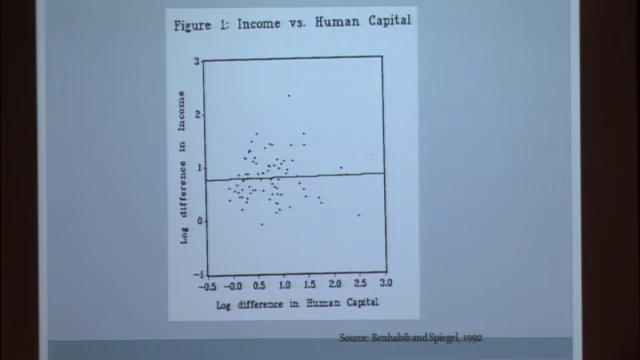 Figure 1: Income vs. Human Capital
Log difference in Income
3
2
1
0
-1
-0.5 -0.0 0.5 1.0 1.5 2.0 2.5 3.0
Log difference in Human Capital
Source: Benhabib and Spiegel, 1992